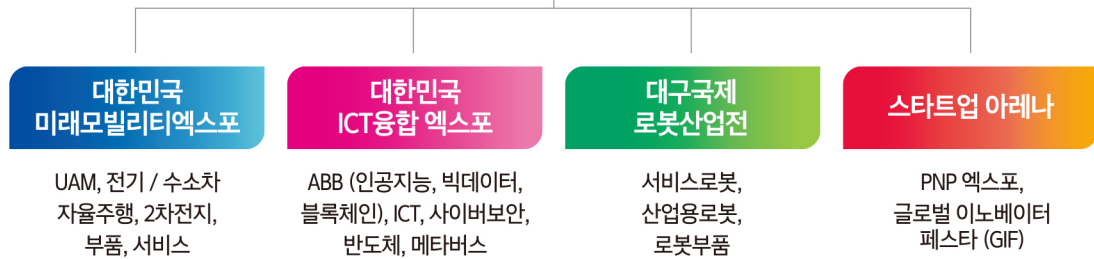 대한민국
미래모빌리티엑스포
UAM, 전기 / 수소차
자율주행, 2차전지,
부품, 서비스
대한민국
ICT융합 엑스포
ABB (인공지능, 빅데이터,
블록체인), ICT, 사이버보안,
반도체, 메타버스
대구국제
로봇산업전
서비스로봇,
산업용로봇,
로봇부품
스타트업 아레나
PNP 엑스포,
글로벌 이노베이터
페스타 (GIF)